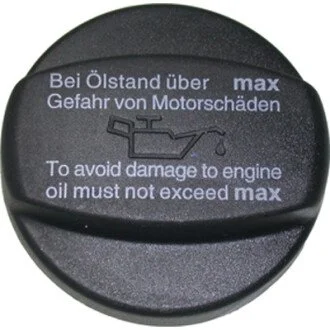 Bei Ölstand über max
Gefahr von Motorschäden
To avoid damage to engine
oil must not exceed max